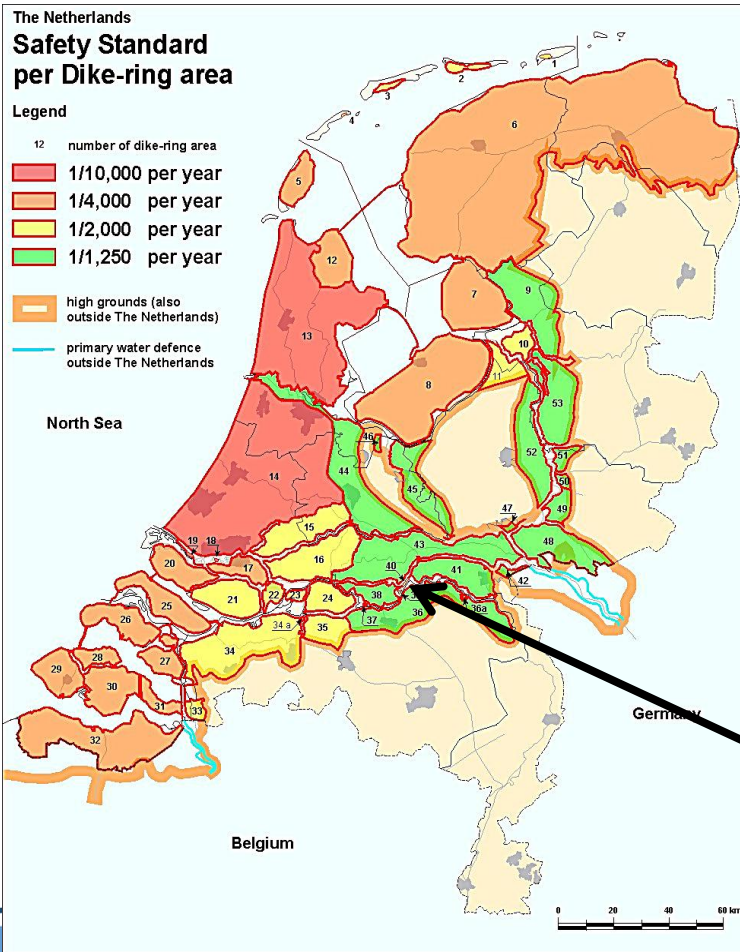 The Netherlands
Safety Standard
per Dike-ring area
Legend
12 number of dike-ring area
1/10,000 per year
1/4,000 per year
1/2,000 per year
1/1,250 per year
high grounds (also
outside The Netherlands)
primary water defence
outside The Netherlands
North Sea
1
2
3
4
5
6
12
7
9
13
10
11
8
53
46
52
51
44
14
45
50
47
49
15
43
48
19 18
16
20
17
40
41
42
25
21
22
23
24
38
36a
26
34 a
37
36
35
34
28
27
29
30
31
33
32
Germany
Belgium
0 20 40 60 km